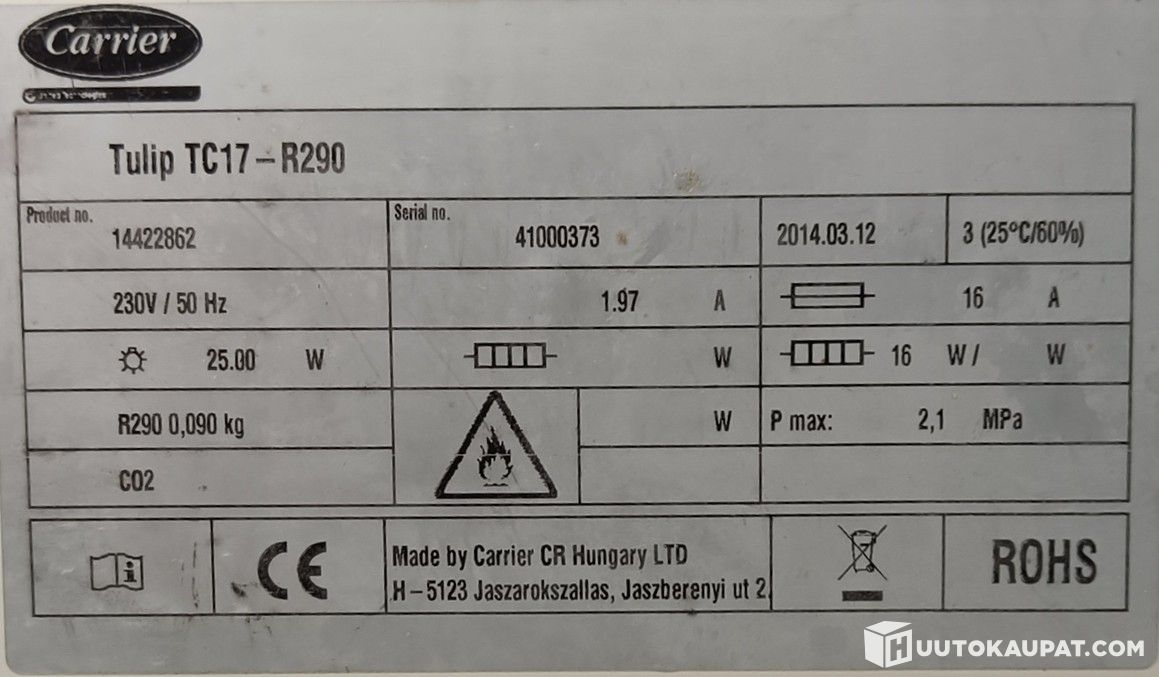 Carrier
Tulip TC17 – R290
Product no.
14422862
Serial no.
41000373
2014.03.12
3 (25°C/60%)
230V / 50 Hz
1.97 A
16 A
25.00 W
W
16 W / W
R290 0,090 kg
W
P max: 2,1 MPa
CO2
CE
Made by Carrier CR Hungary LTD
H – 5123 Jaszarokszallas, Jaszberenyi ut 2.
ROHS
HUUTOKAUPAT.COM